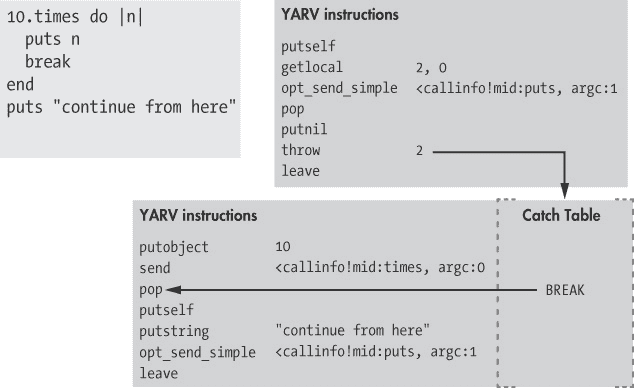 10.times do |n|
  puts n
  break
end
puts "continue from here"
YARV instructions
putself
getlocal 2, 0
opt_send_simple <callinfo!mid:puts, argc:1
pop
putnil
throw 2
leave
YARV instructions
Catch Table
putobject 10
send <callinfo!mid:times, argc:0
pop BREAK
putself
putstring "continue from here"
opt_send_simple <callinfo!mid:puts, argc:1
leave